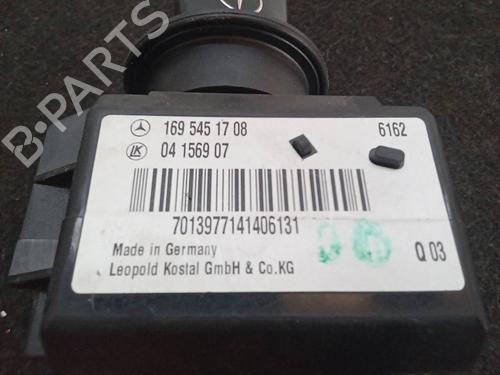 B-PARTS
169 545 17 08 6162
LK 04 1569 07
7013977141406131
Made in Germany
Leopold Kostal GmbH & Co.KG Q 03